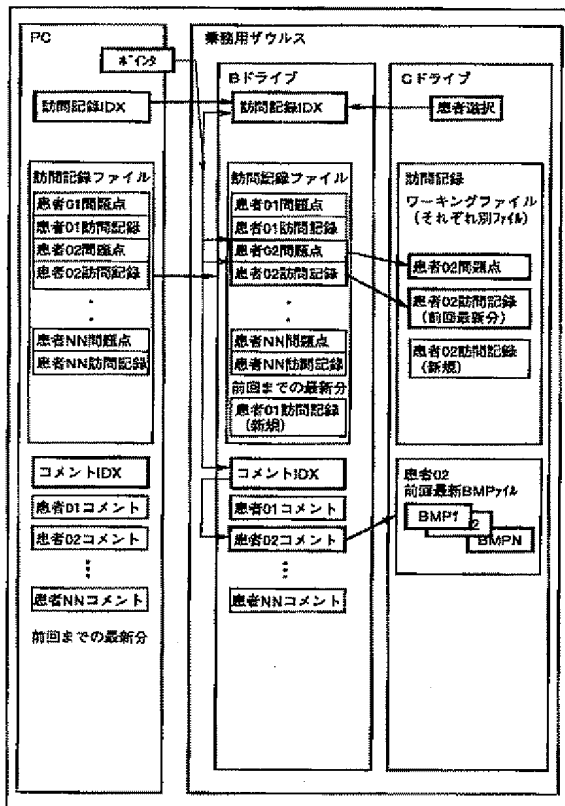 PC
ポインタ
訪問記録IDX
訪問記録ファイル
患者01問題点
患者01訪問記録
患者02問題点
患者02訪問記録
患者NN問題点
患者NN訪問記録
コメントIDX
患者01コメント
患者02コメント
患者NNコメント
前回までの最新分
業務用ザウルス
Bドライブ
訪問記録IDX
訪問記録ファイル
患者01問題点
患者01訪問記録
患者02問題点
患者02訪問記録
患者NN問題点
患者NN訪問記録
前回までの最新分
患者01訪問記録
(新規)
コメントIDX
患者01コメント
患者02コメント
患者NNコメント
Cドライブ
患者選択
訪問記録
ワーキングファイル
(それぞれ別ファイル)
患者02問題点
患者02訪問記録
(前回最新分)
患者02訪問記録
(新規)
患者02
前回最新BMPファイル
BMP1
2
BMPN